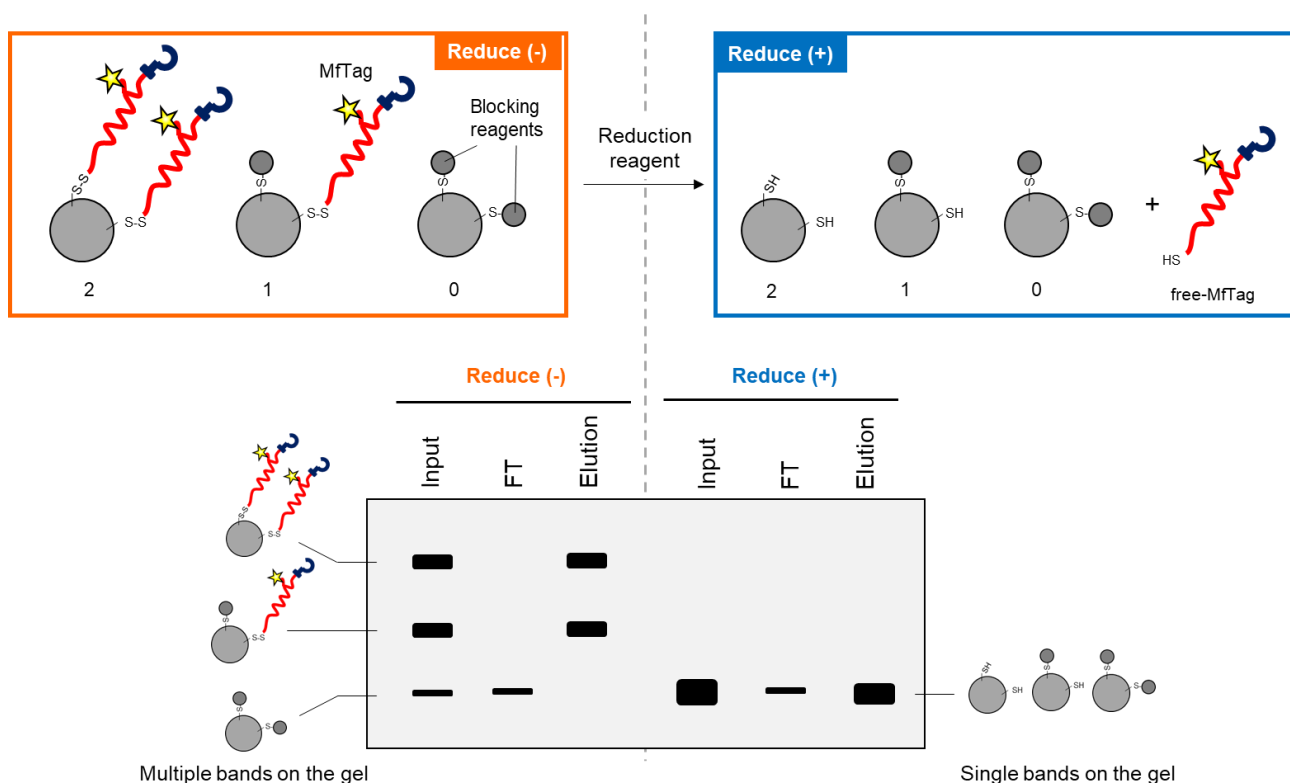 Reduce (-)
MfTag
Blocking
reagents
S-S
S-S
S
S-S
S
S
2
1
0
Reduction
reagent
Reduce (+)
SH
SH
S
SH
S
S
+
HS
2
1
0
free-MfTag
Reduce (-)
Reduce (+)
Input
FT
Elution
Input
FT
Elution
S-S
S-S
S
S-S
S
S
SH
SH
S
SH
S
S
Multiple bands on the gel
Single bands on the gel